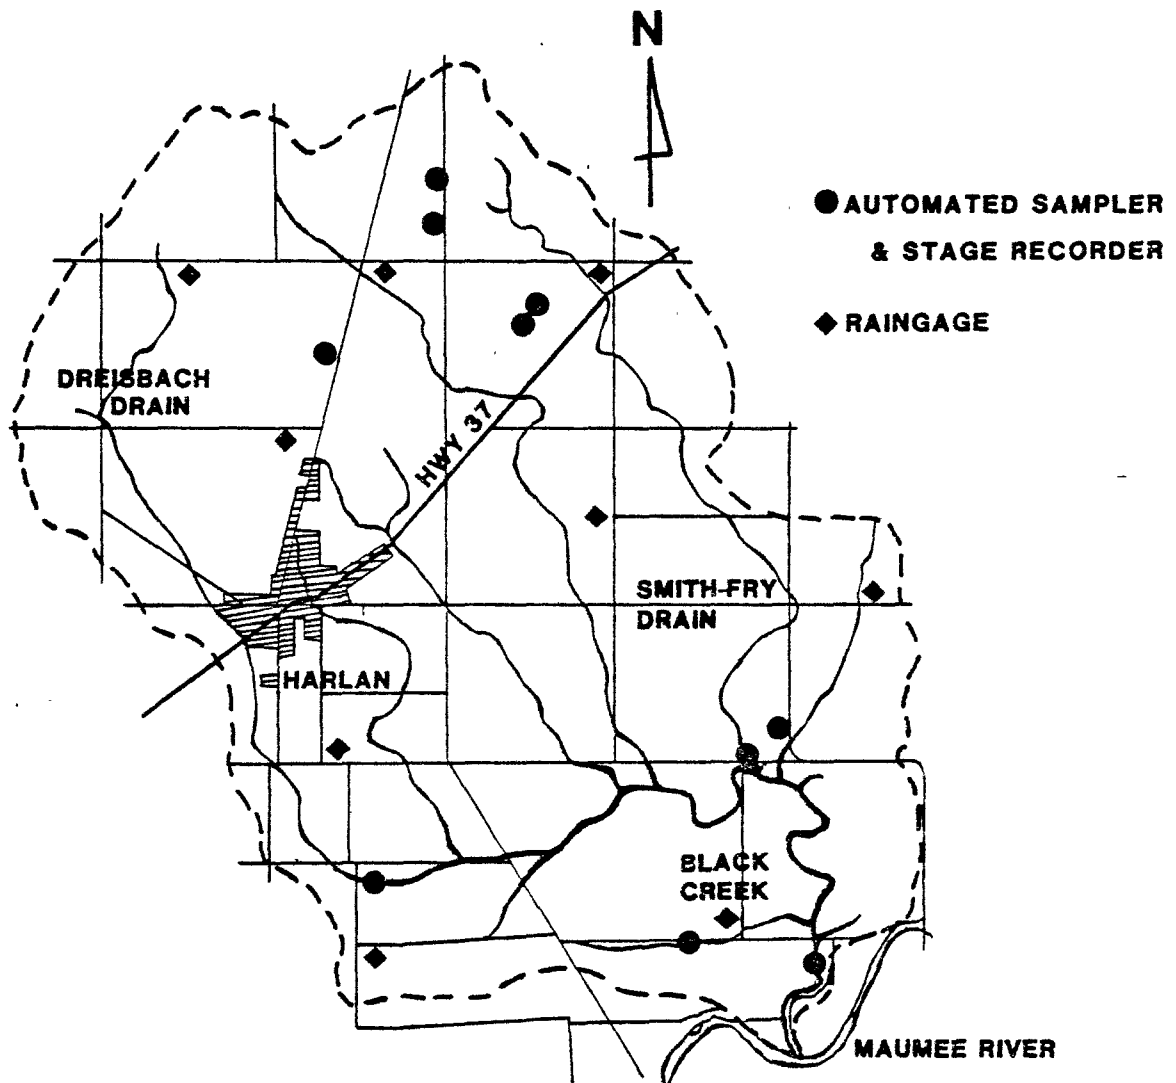 N
AUTOMATED SAMPLER
& STAGE RECORDER
RAINGAGE
DREISBACH
DRAIN
HWY 37
SMITH-FRY
DRAIN
HARLAN
BLACK
CREEK
MAUMEE RIVER